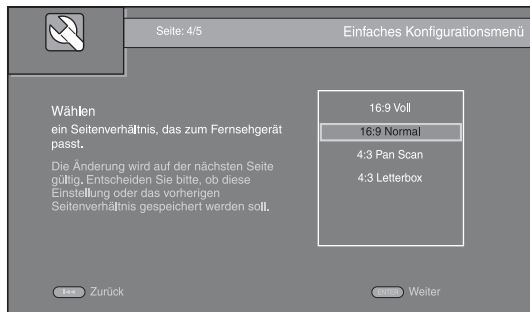 Seite: 4/5
Einfaches Konfigurationsmenü
Wählen
ein Seitenverhältnis, das zum Fernsehgerät
passt.
Die Änderung wird auf der nächsten Seite
gültig. Entscheiden Sie bitte, ob diese
Einstellung oder das vorherigen
Seitenverhältnis gespeichert werden soll.
16:9 Voll
16:9 Normal
4:3 Pan Scan
4:3 Letterbox
Zurück
ENTER Weiter